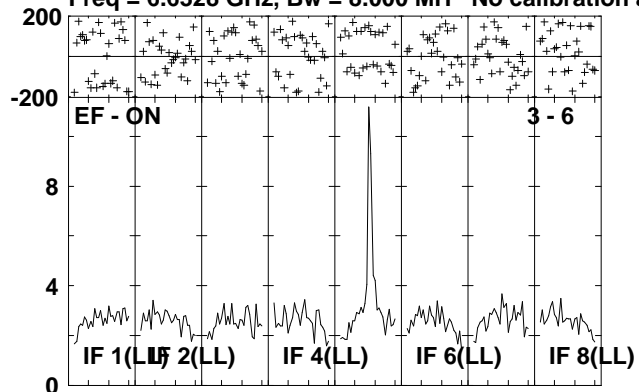 Freq = 6.6528 GHz, Bw = 8.000 MH No calibration a
200
-200
EF - ON 3 - 6
8
4
0
IF 1(LL) IF 2(LL) IF 4(LL) IF 6(LL) IF 8(LL)